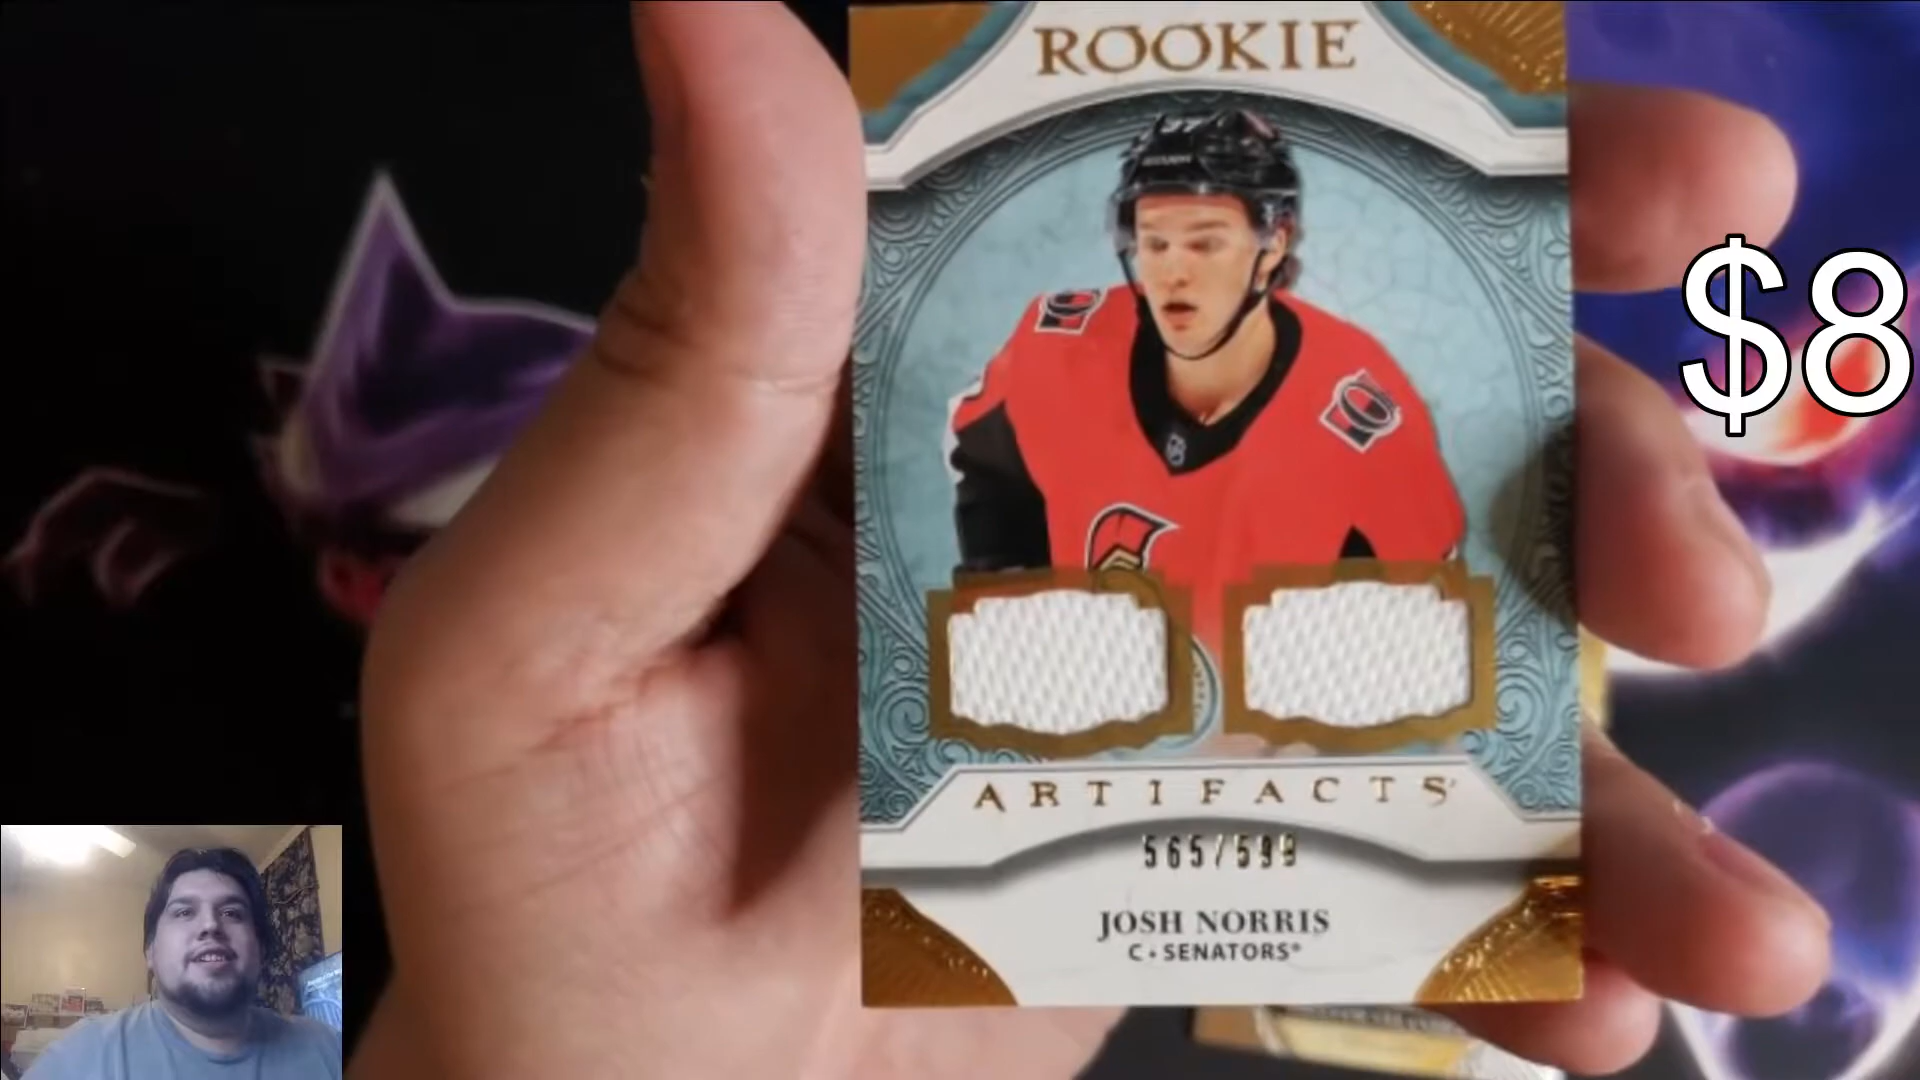 ROOKIE
$8
ARTIFACTS
565/599
JOSH NORRIS
C • SENATORS®